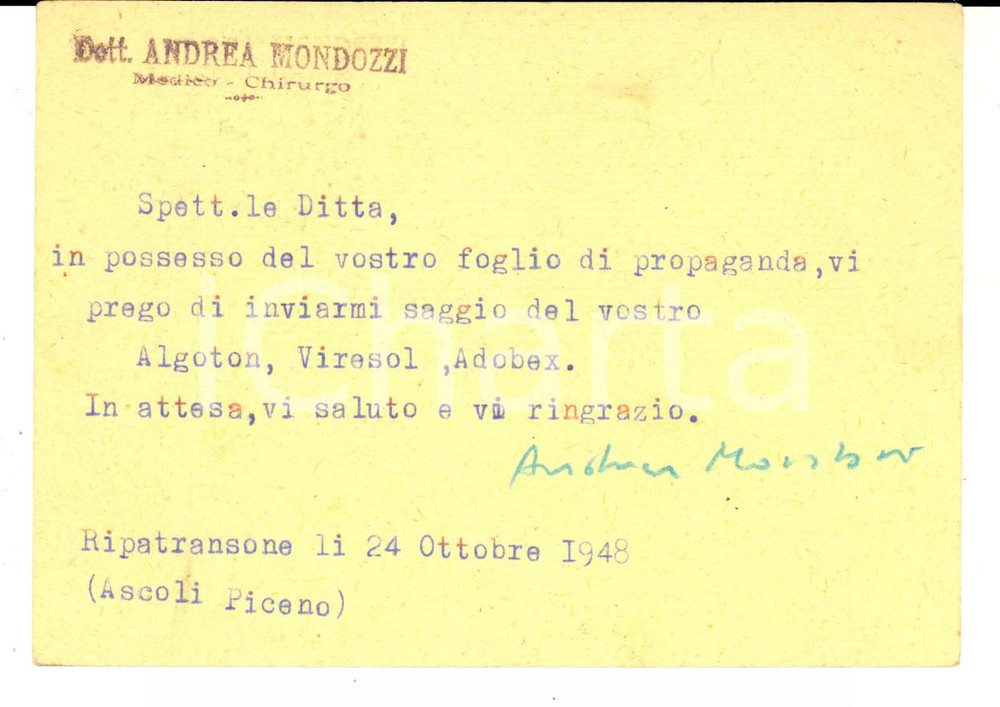 Dott. ANDREA MONDOZZI
Medico - Chirurgo
Spett.le Ditta,
in possesso del vostro foglio di propaganda,vi
prego di inviarmi saggio del vostro
Algoton, Viresol ,Adobex.
In attesa,vi saluto e vi ringrazio.
Andrea Mondozzi
Ripatransone li 24 Ottobre I948
(Ascoli Piceno)
iCharta